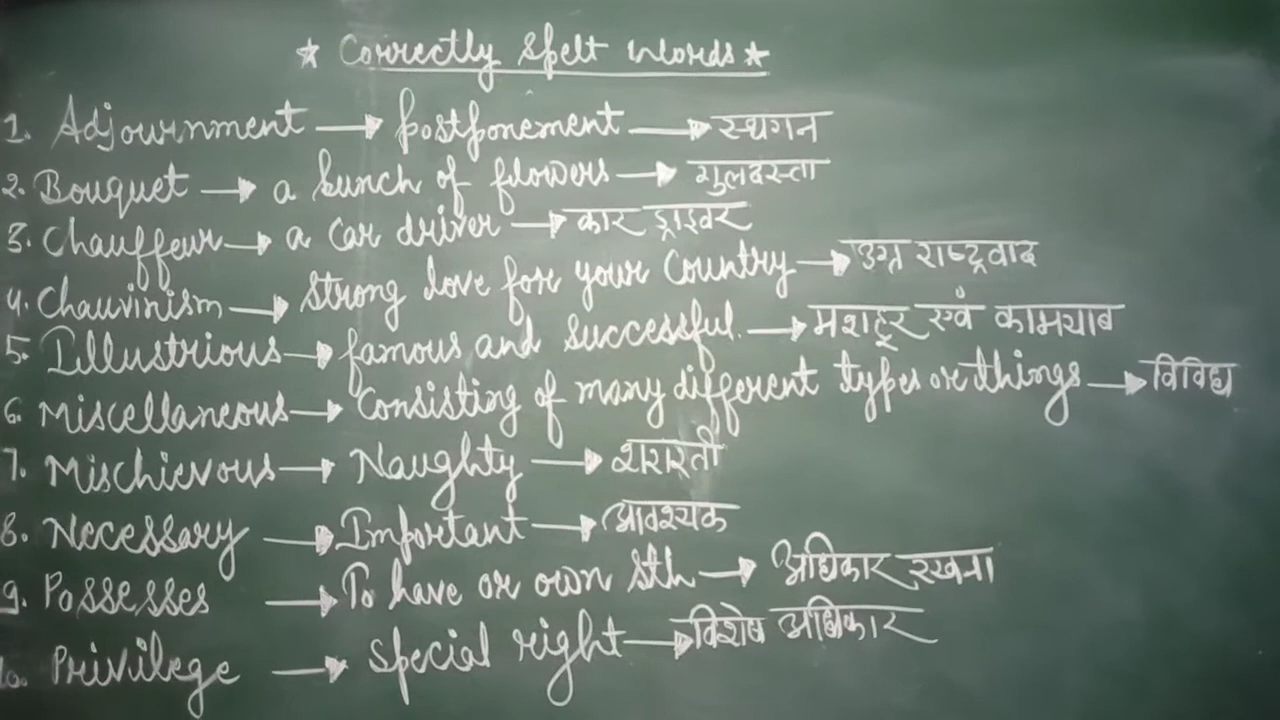 * Correctly Spelt Words *
1. Adjournment → Postponement → स्थगन
2. Bouquet → a bunch of flowers → गुलदस्ता
3. Chauffeur → a car driver → कार ड्राइवर
4. Chauvinism → Strong love for your Country → उग्र राष्ट्रवाद
5. Illustrious → famous and successful. → मशहूर एवं कामयाब
6. Miscellaneous → Consisting of many different types or things → विविध
7. Mischievous → Naughty → शरारती
8. Necessary → Important → आवश्यक
9. Possesses → To have or own Sth → अधिकार रखना
10. Privilege → Special right → विशेष अधिकार